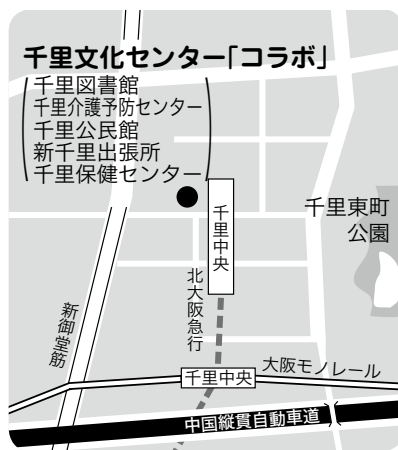 千里文化センター「コラボ」
千里図書館
千里介護予防センター
千里公民館
新千里出張所
千里保健センター
千里中央
千里東町
公園
北大阪急行
新御堂筋
大阪モノレール
千里中央
中国縦貫自動車道